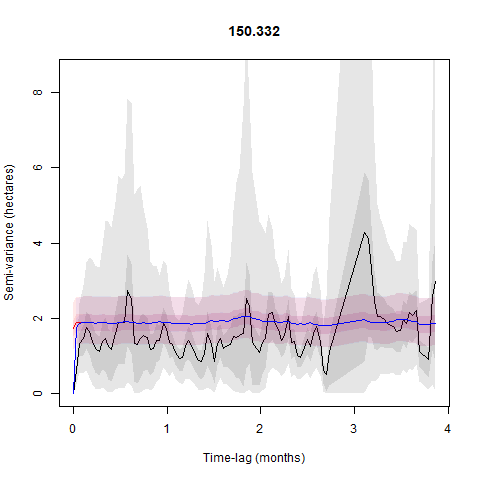 150.332
Semi-variance (hectares)
8
6
4
2
0
0 1 2 3 4
Time-lag (months)